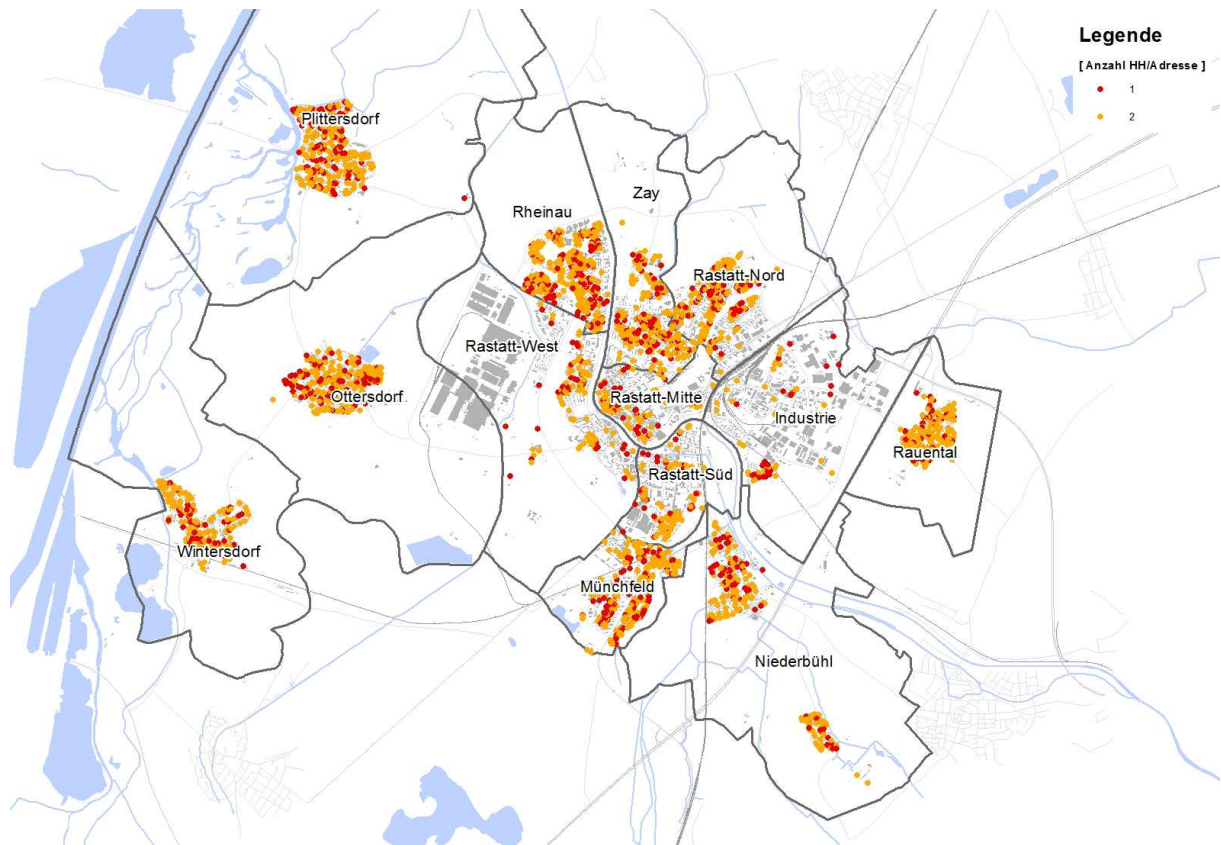 Legende
[ Anzahl HH/Adresse ]
1
2
Plittersdorf
Zay
Rheinau
Rastatt-Nord
Rastatt-West
Ottersdorf
Rastatt-Mitte
Industrie
Rauental
Rastatt-Süd
Wintersdorf
Münchfeld
Niederbühl